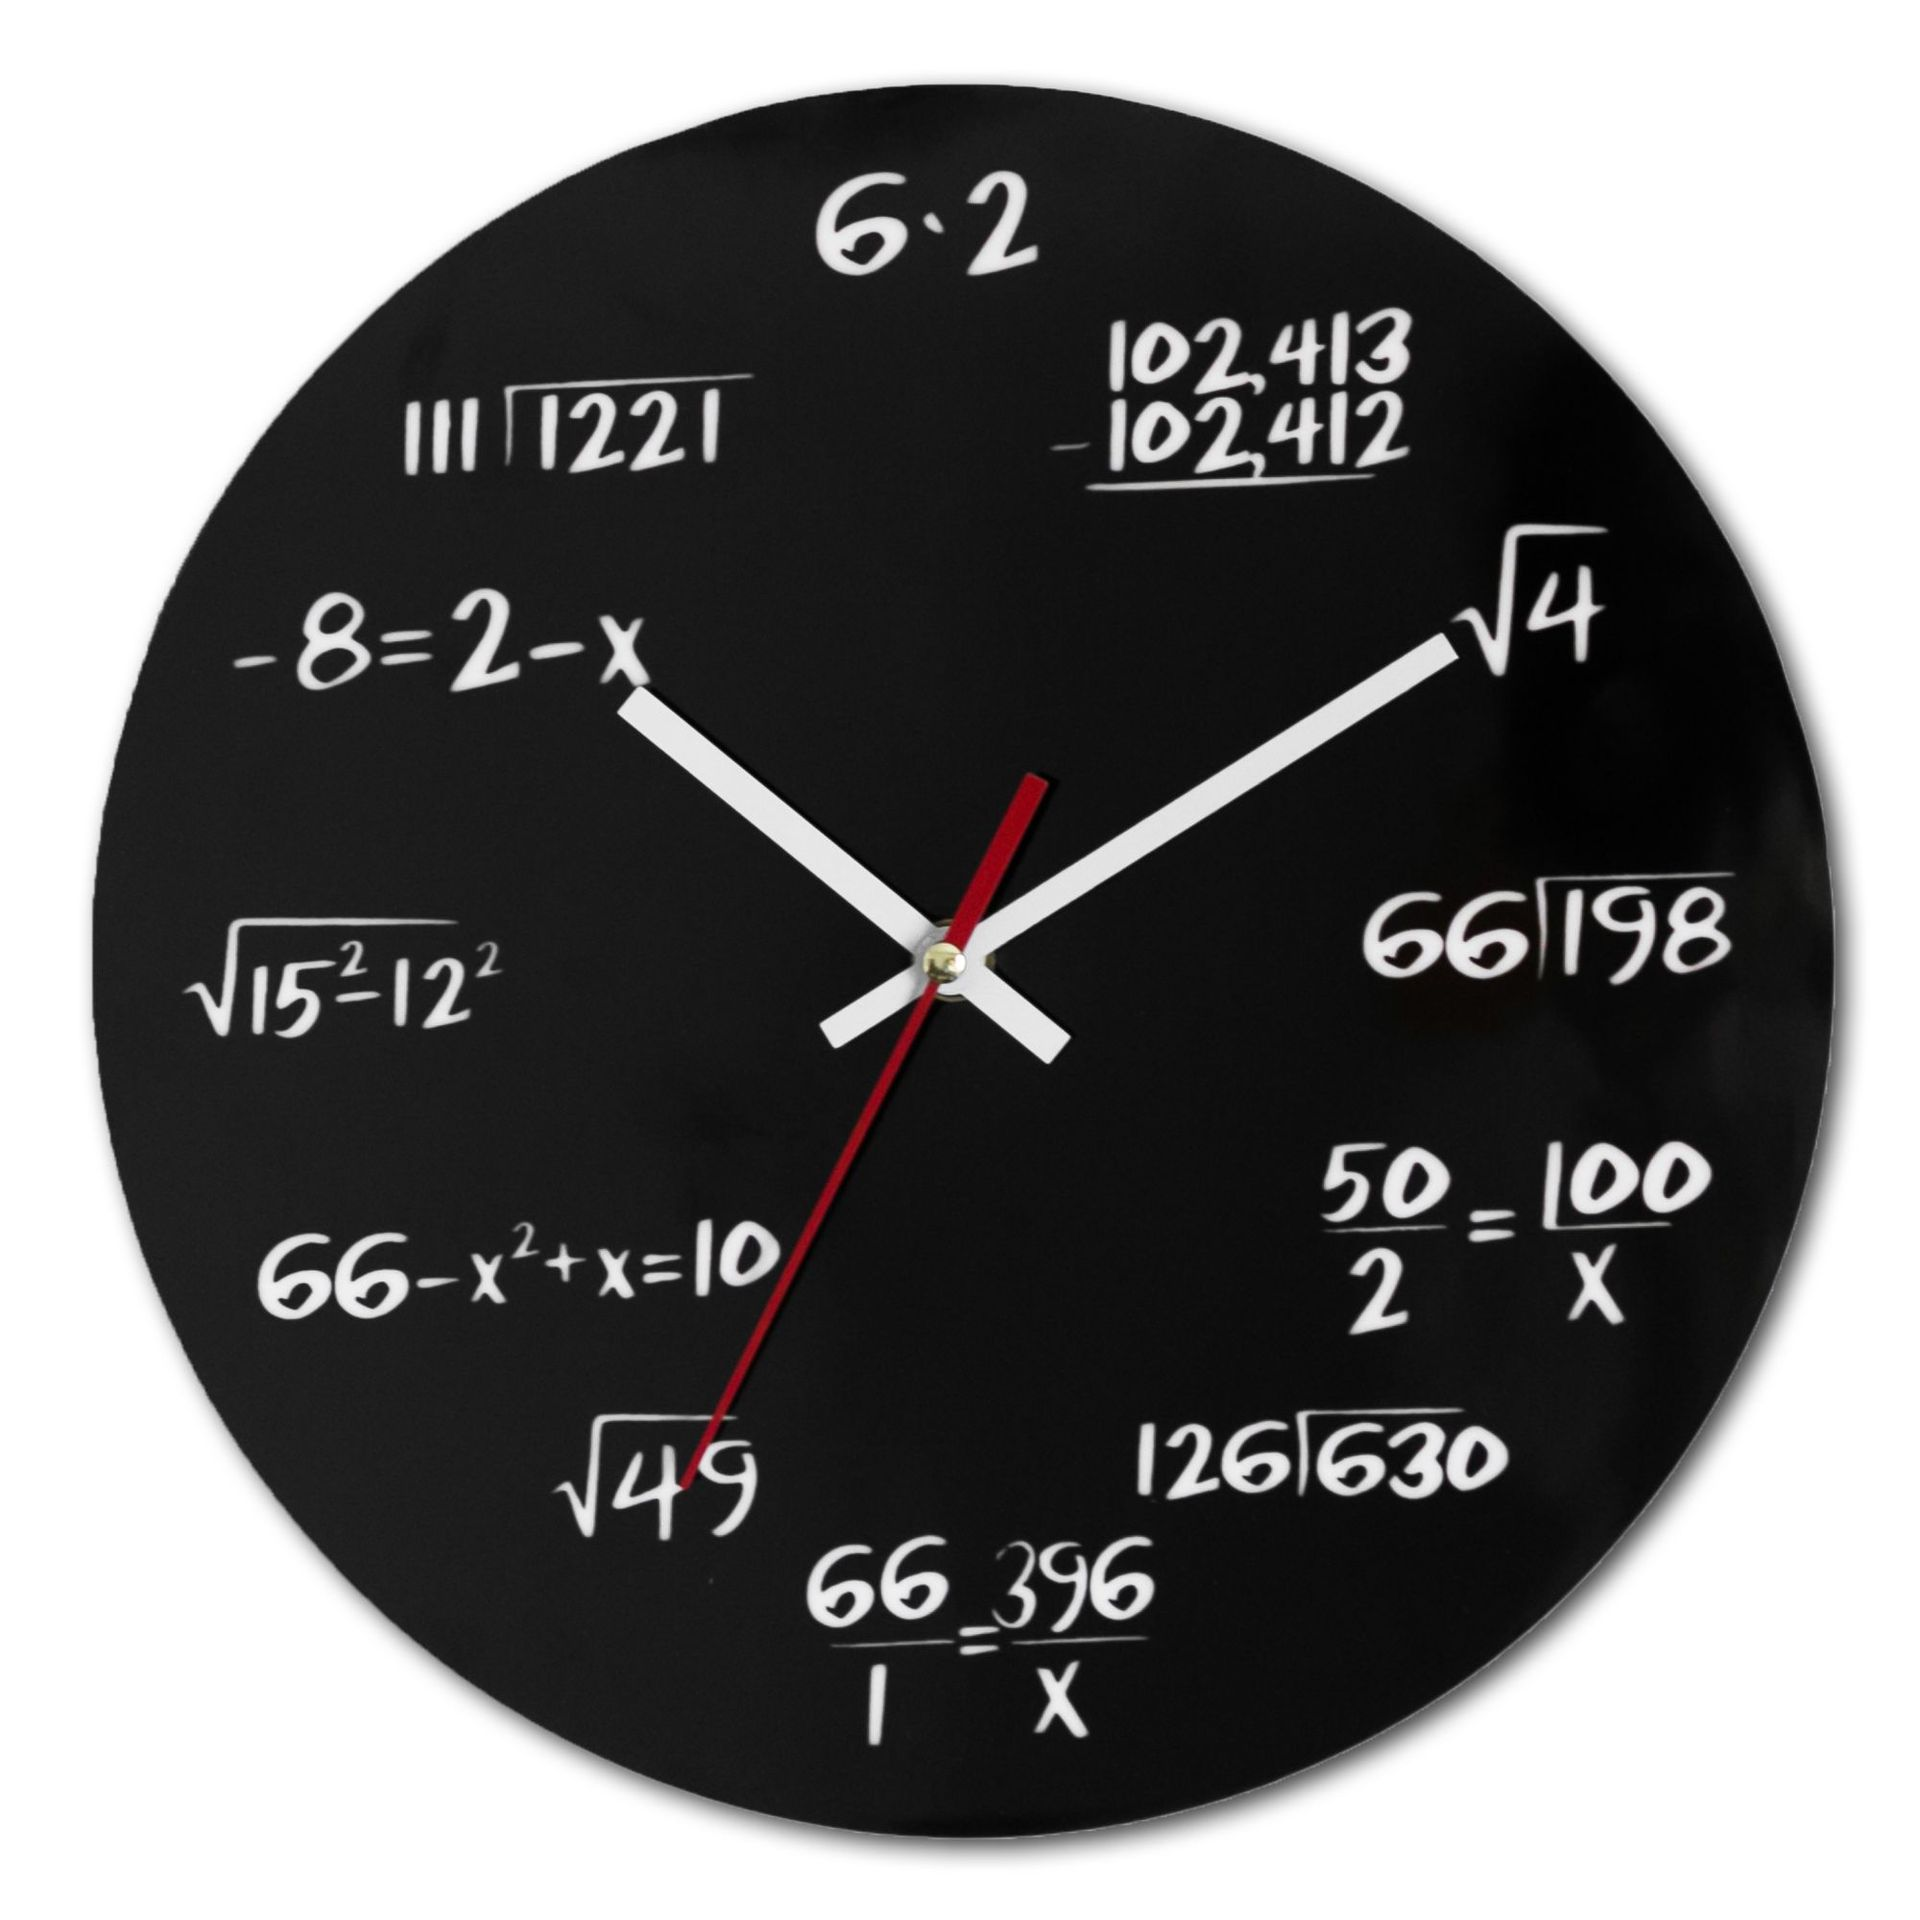 6·2
102,413
-102,412
111⟌1221
√4
-8=2-x
66⟌198
√15²-12²
50/2=100/x
66-x²+x=10
126⟌630
√49
66/1=396/x